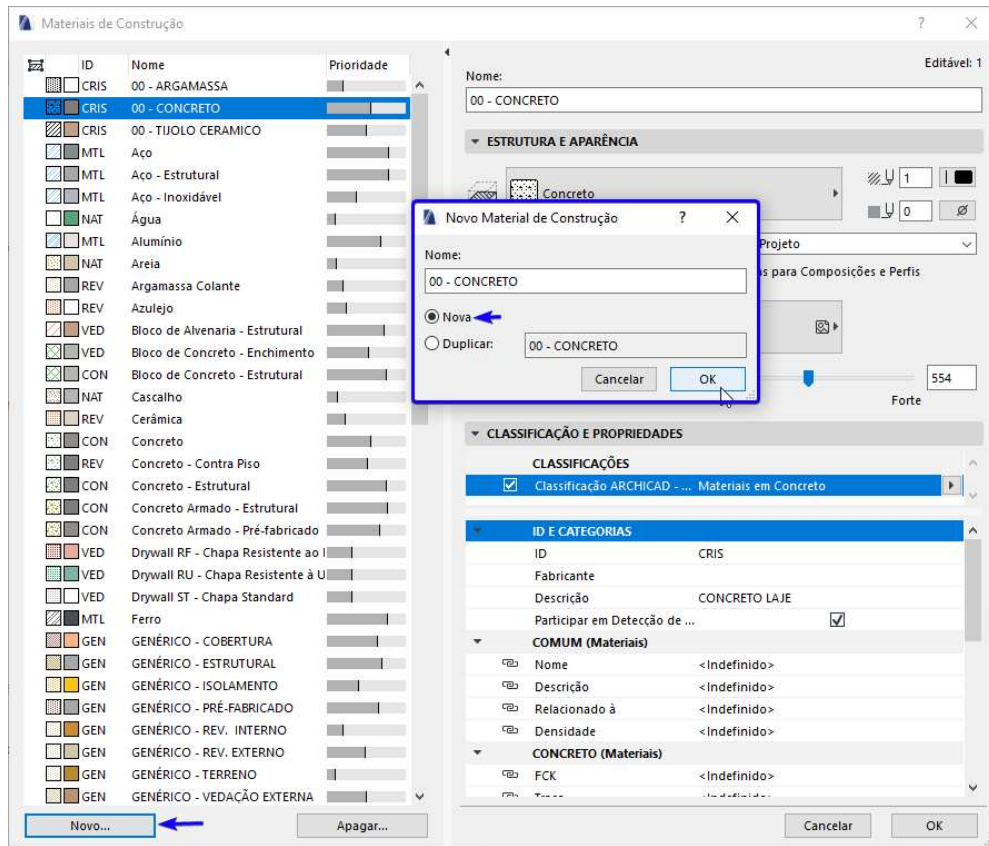 Materiais de Construção
ID Nome Prioridade
CRIS 00 - ARGAMASSA
CRIS 00 - CONCRETO
CRIS 00 - TIJOLO CERAMICO
MTL Aço
MTL Aço - Estrutural
MTL Aço - Inoxidável
NAT Água
MTL Alumínio
NAT Areia
REV Argamassa Colante
REV Azulejo
VED Bloco de Alvenaria - Estrutural
VED Bloco de Concreto - Enchimento
CON Bloco de Concreto - Estrutural
NAT Cascalho
REV Cerâmica
CON Concreto
REV Concreto - Contra Piso
CON Concreto - Estrutural
CON Concreto Armado - Estrutural
CON Concreto Armado - Pré-fabricado
VED Drywall RF - Chapa Resistente ao
VED Drywall RU - Chapa Resistente à U
VED Drywall ST - Chapa Standard
MTL Ferro
GEN GENÉRICO - COBERTURA
GEN GENÉRICO - ESTRUTURAL
GEN GENÉRICO - ISOLAMENTO
GEN GENÉRICO - PRÉ-FABRICADO
GEN GENÉRICO - REV. INTERNO
GEN GENÉRICO - REV. EXTERNO
GEN GENÉRICO - TERRENO
GEN GENÉRICO - VEDAÇÃO EXTERNA
Novo... Apagar...
Editável: 1
Nome:
00 - CONCRETO
ESTRUTURA E APARÊNCIA
Concreto
1
0
Projeto
s para Composições e Perfis
554
Forte
Novo Material de Construção ? ×
Nome:
00 - CONCRETO
Nova
Duplicar: 00 - CONCRETO
Cancelar OK
CLASSIFICAÇÃO E PROPRIEDADES
CLASSIFICAÇÕES
Classificação ARCHICAD - ... Materiais em Concreto
ID E CATEGORIAS
ID CRIS
Fabricante
Descrição CONCRETO LAJE
Participar em Detecção de ...
COMUM (Materiais)
Nome <Indefinido>
Descrição <Indefinido>
Relacionado à <Indefinido>
Densidade <Indefinido>
CONCRETO (Materiais)
FCK <Indefinido>
Cancelar OK